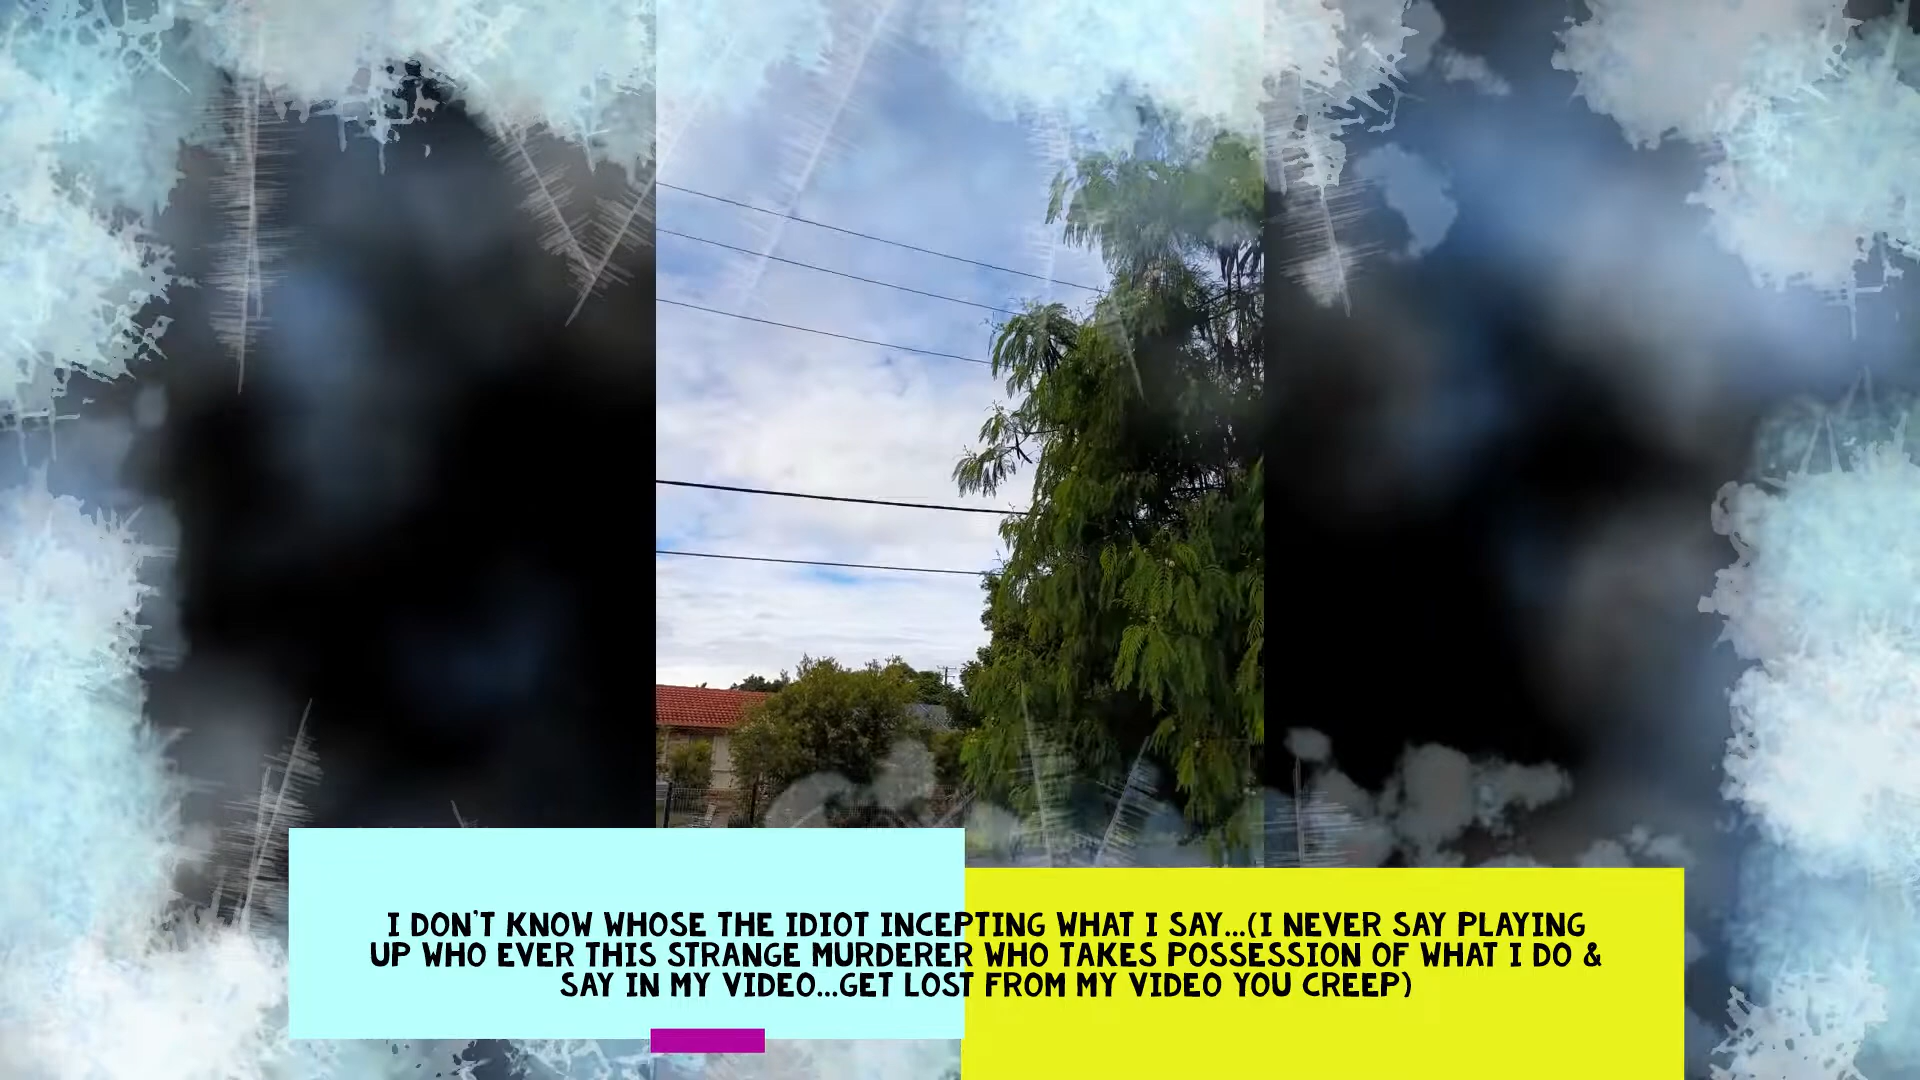 I DON'T KNOW WHOSE THE IDIOT INCEPTING WHAT I SAY...(I NEVER SAY PLAYING
UP WHO EVER THIS STRANGE MURDERER WHO TAKES POSSESSION OF WHAT I DO &
SAY IN MY VIDEO...GET LOST FROM MY VIDEO YOU CREEP)